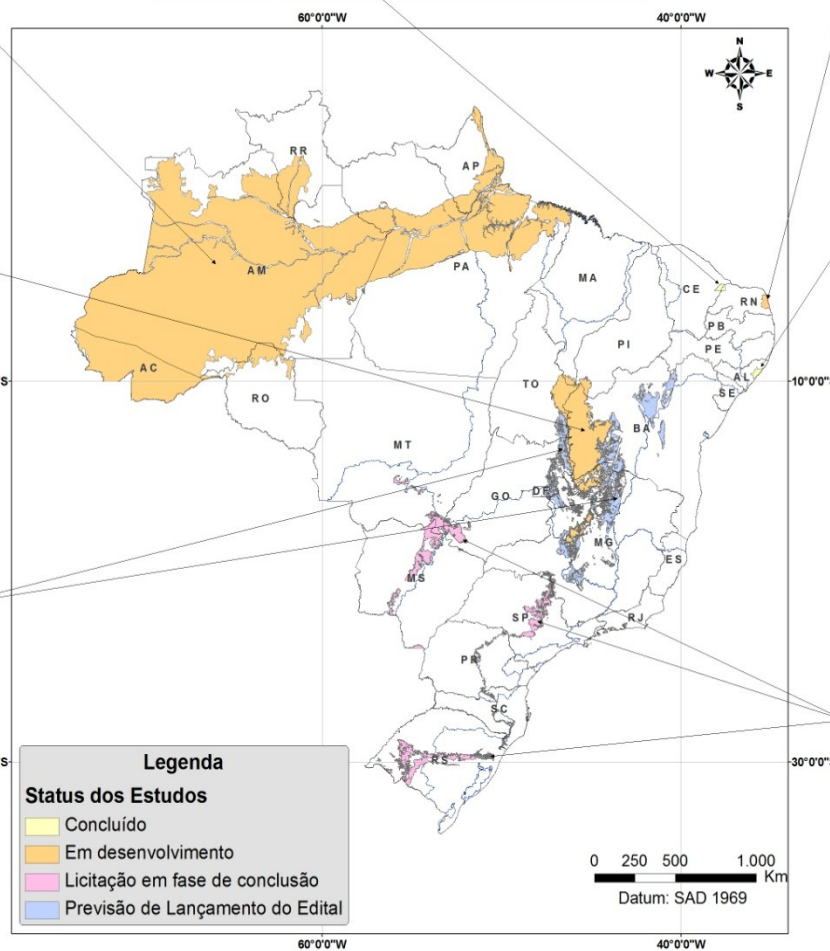 60°0'0"W 40°0'0"W
N
W E
S
RR
AP
AM
PA
MA
CE
RN
PB
PI
PE
AC
AL
TO
SE
S 10°0'0"
RO
BA
MT
GO
DF
MG
ES
MS
SP
RJ
PR
SC
RS
S 30°0'0"
Legenda
Status dos Estudos
Concluído
Em desenvolvimento
Licitação em fase de conclusão
Previsão de Lançamento do Edital
0 250 500 1.000
Km
Datum: SAD 1969
60°0'0"W 40°0'0"W